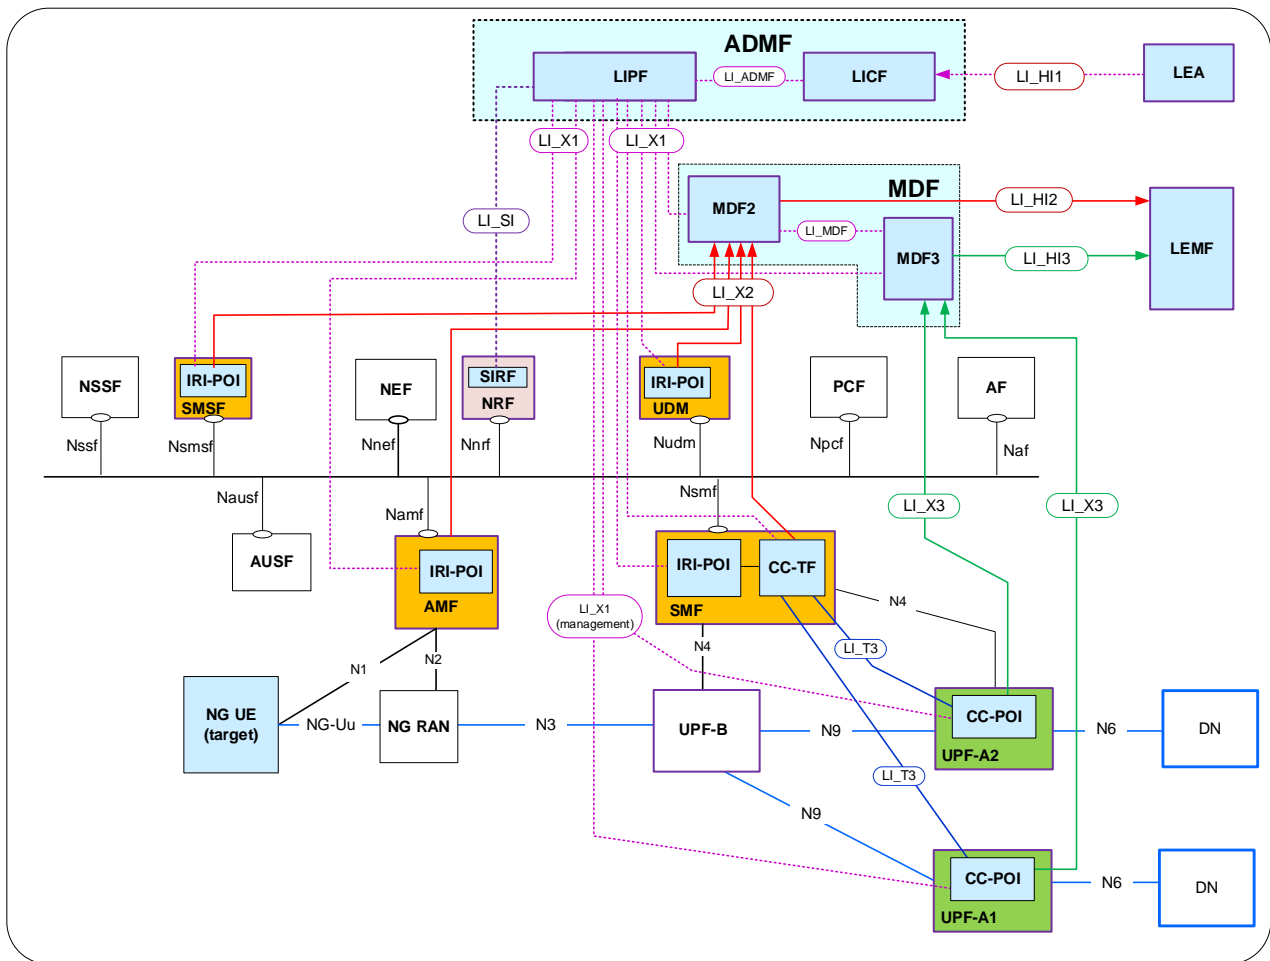 ADMF
LIPF
LI_ADMF
LICF
LI_HI1
LEA
LI_X1
LI_X1
MDF
MDF2
LI_HI2
LI_SI
LI_MDF
MDF3
LI_HI3
LEMF
LI_X2
NSSF
IRI-POI
SMSF
NEF
SIRF
NRF
IRI-POI
UDM
PCF
AF
Nssf
Nsmsf
Nnef
Nnrf
Nudm
Npcf
Naf
Nausf
Namf
Nsmf
LI_X3
LI_X3
AUSF
IRI-POI
AMF
IRI-POI
CC-TF
SMF
LI_X1
(management)
N4
N4
LI_T3
N1
N2
NG UE
(target)
NG-Uu
NG RAN
N3
UPF-B
N9
CC-POI
UPF-A2
N6
DN
LI_T3
N9
CC-POI
UPF-A1
N6
DN